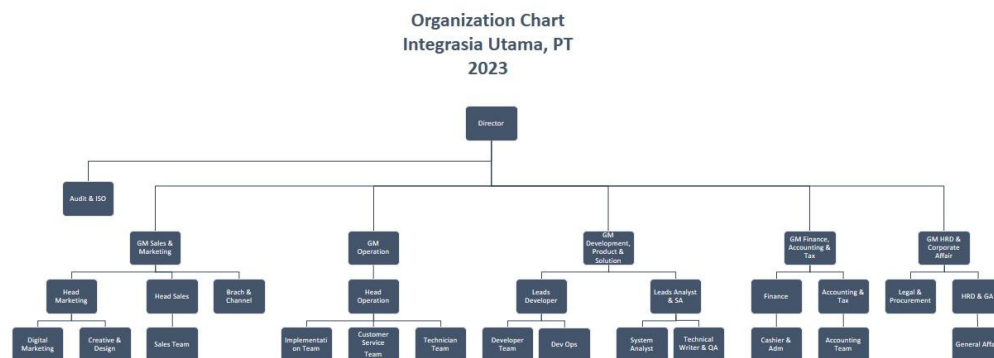 Organization Chart
Integrasia Utama, PT
2023
Director
Audit & ISO
GM Sales &
Marketing
GM
Operation
GM
Development,
Product &
Solution
GM Finance,
Accounting &
Tax
GM HRD &
Corporate
Affair
Head
Marketing
Head Sales
Brach &
Channel
Head
Operation
Leads
Developer
Leads Analyst
& SA
Finance
Accounting &
Tax
Legal &
Procurement
HRD & GA
Digital
Marketing
Creative &
Design
Sales Team
Implementati
on Team
Customer
Service
Team
Technician
Team
Developer
Team
Dev Ops
System
Analyst
Technical
Writer & QA
Cashier &
Adm
Accounting
Team
General Affa